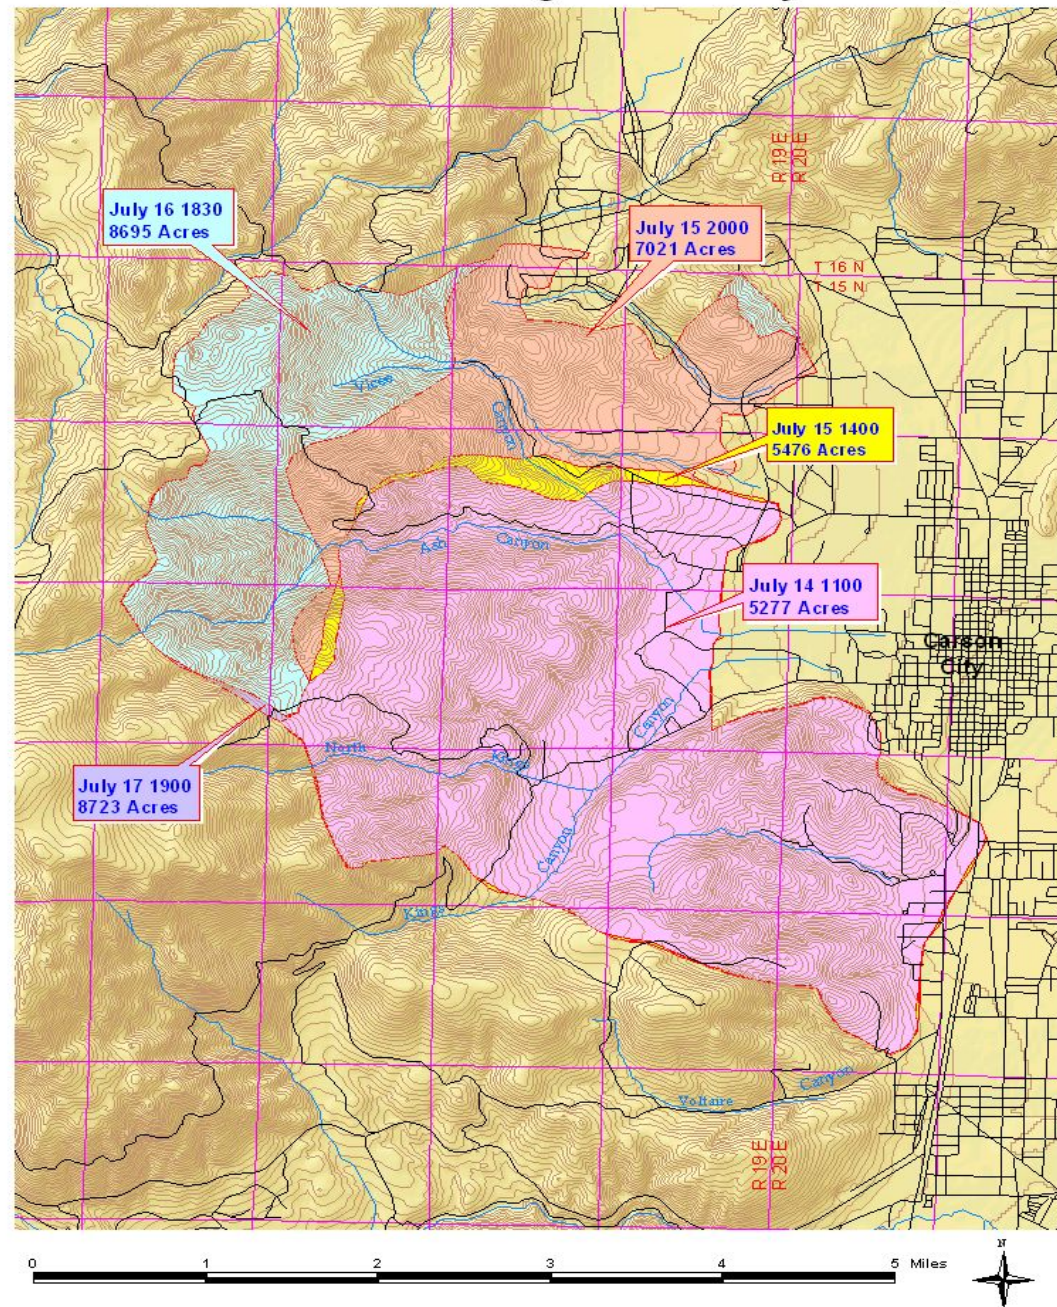 R 19 E
R 20 E
July 16 1830
8695 Acres
July 15 2000
7021 Acres
T 16 N
T 15 N
Vicee
Canyon
July 15 1400
5476 Acres
Ash Canyon
July 14 1100
5277 Acres
Carson
City
Canyon
North
Kings
July 17 1900
8723 Acres
Canyon
Kings
Canyon
Voltaire
R 19 E
R 20 E
0 1 2 3 4 5 Miles
N